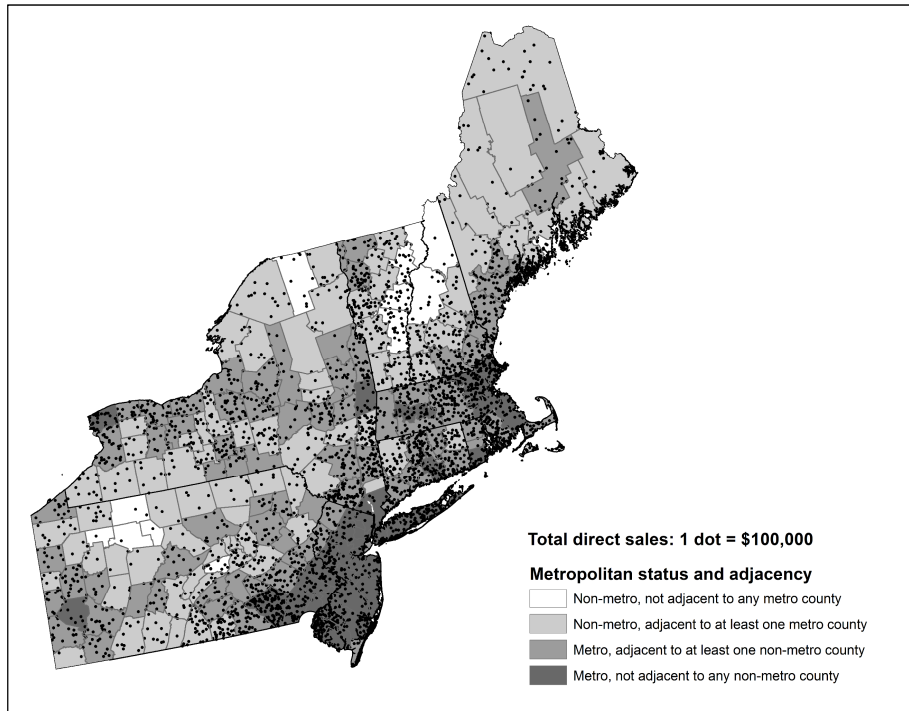 Total direct sales: 1 dot = $100,000
Metropolitan status and adjacency
Non-metro, not adjacent to any metro county
Non-metro, adjacent to at least one metro county
Metro, adjacent to at least one non-metro county
Metro, not adjacent to any non-metro county